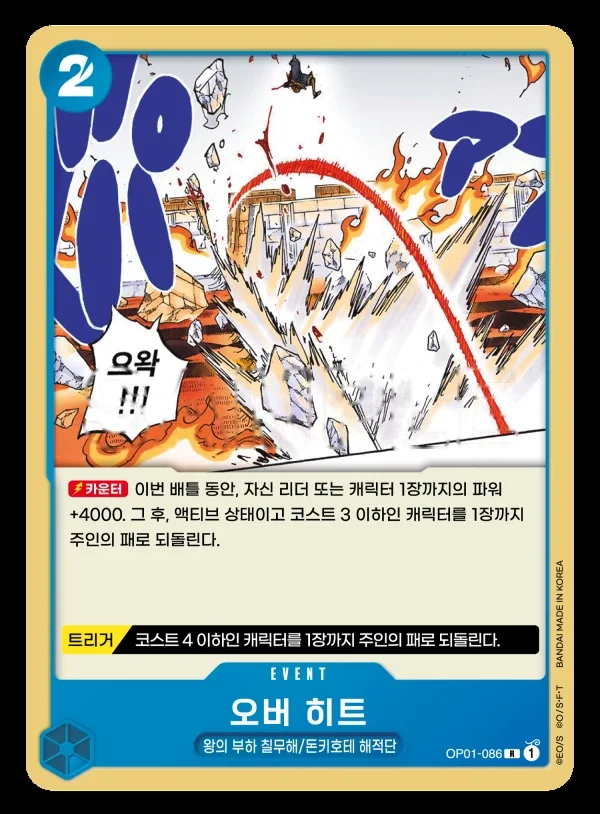 2
으왁
!!!
카운터 이번 배틀 동안, 자신 리더 또는 캐릭터 1장까지의 파워
+4000. 그 후, 액티브 상태이고 코스트 3 이하인 캐릭터를 1장까지
주인의 패로 되돌린다.
트리거 코스트 4 이하인 캐릭터를 1장까지 주인의 패로 되돌린다.
EVENT
오버 히트
왕의 부하 칠무해/돈키호테 해적단
OP01-086 R 1
©EO/S ©O/S·F·T BANDAI MADE IN KOREA